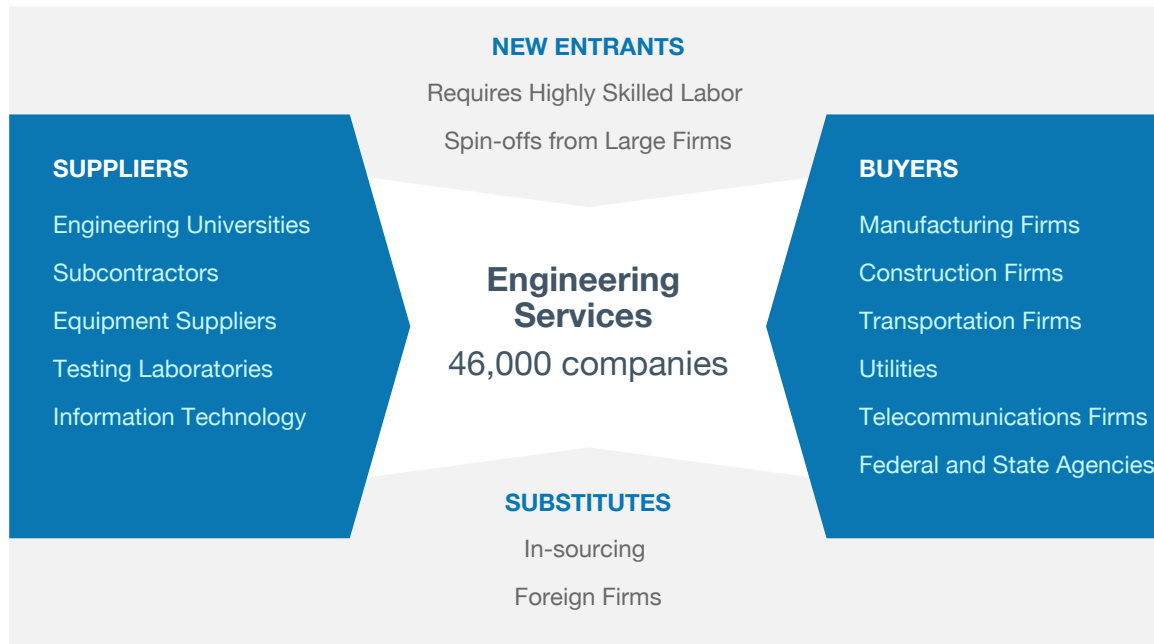 NEW ENTRANTS
Requires Highly Skilled Labor
Spin-offs from Large Firms
SUPPLIERS
Engineering Universities
Subcontractors
Equipment Suppliers
Testing Laboratories
Information Technology
Engineering
Services
46,000 companies
BUYERS
Manufacturing Firms
Construction Firms
Transportation Firms
Utilities
Telecommunications Firms
Federal and State Agencies
SUBSTITUTES
In-sourcing
Foreign Firms